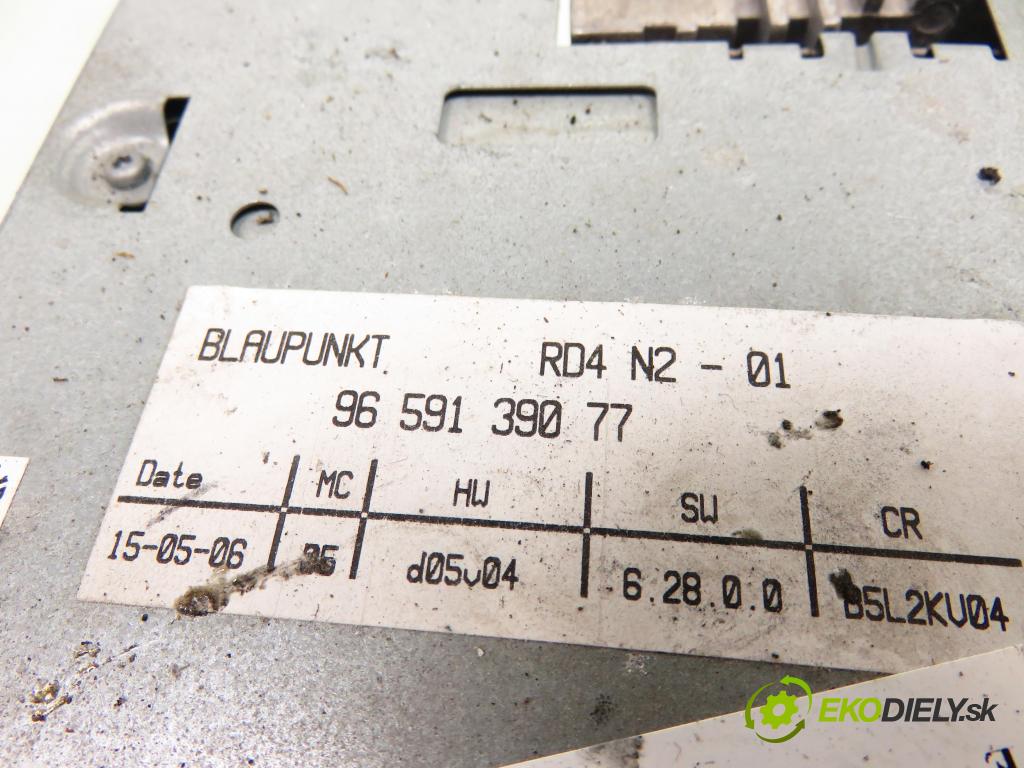 BLAUPUNKT RD4 N2 - 01
96 591 390 77
Date MC HW SW CR
15-05-06 d05v04 6.28.0.0 B5L2KV04
EKODIELY.sk